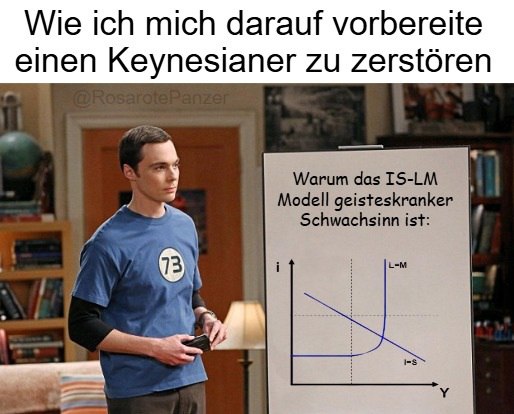 Wie ich mich darauf vorbereite
einen Keynesianer zu zerstören
@RosarotePanzer
73
Warum das IS-LM
Modell geisteskranker
Schwachsinn ist:
i
L-M
I-S
Y